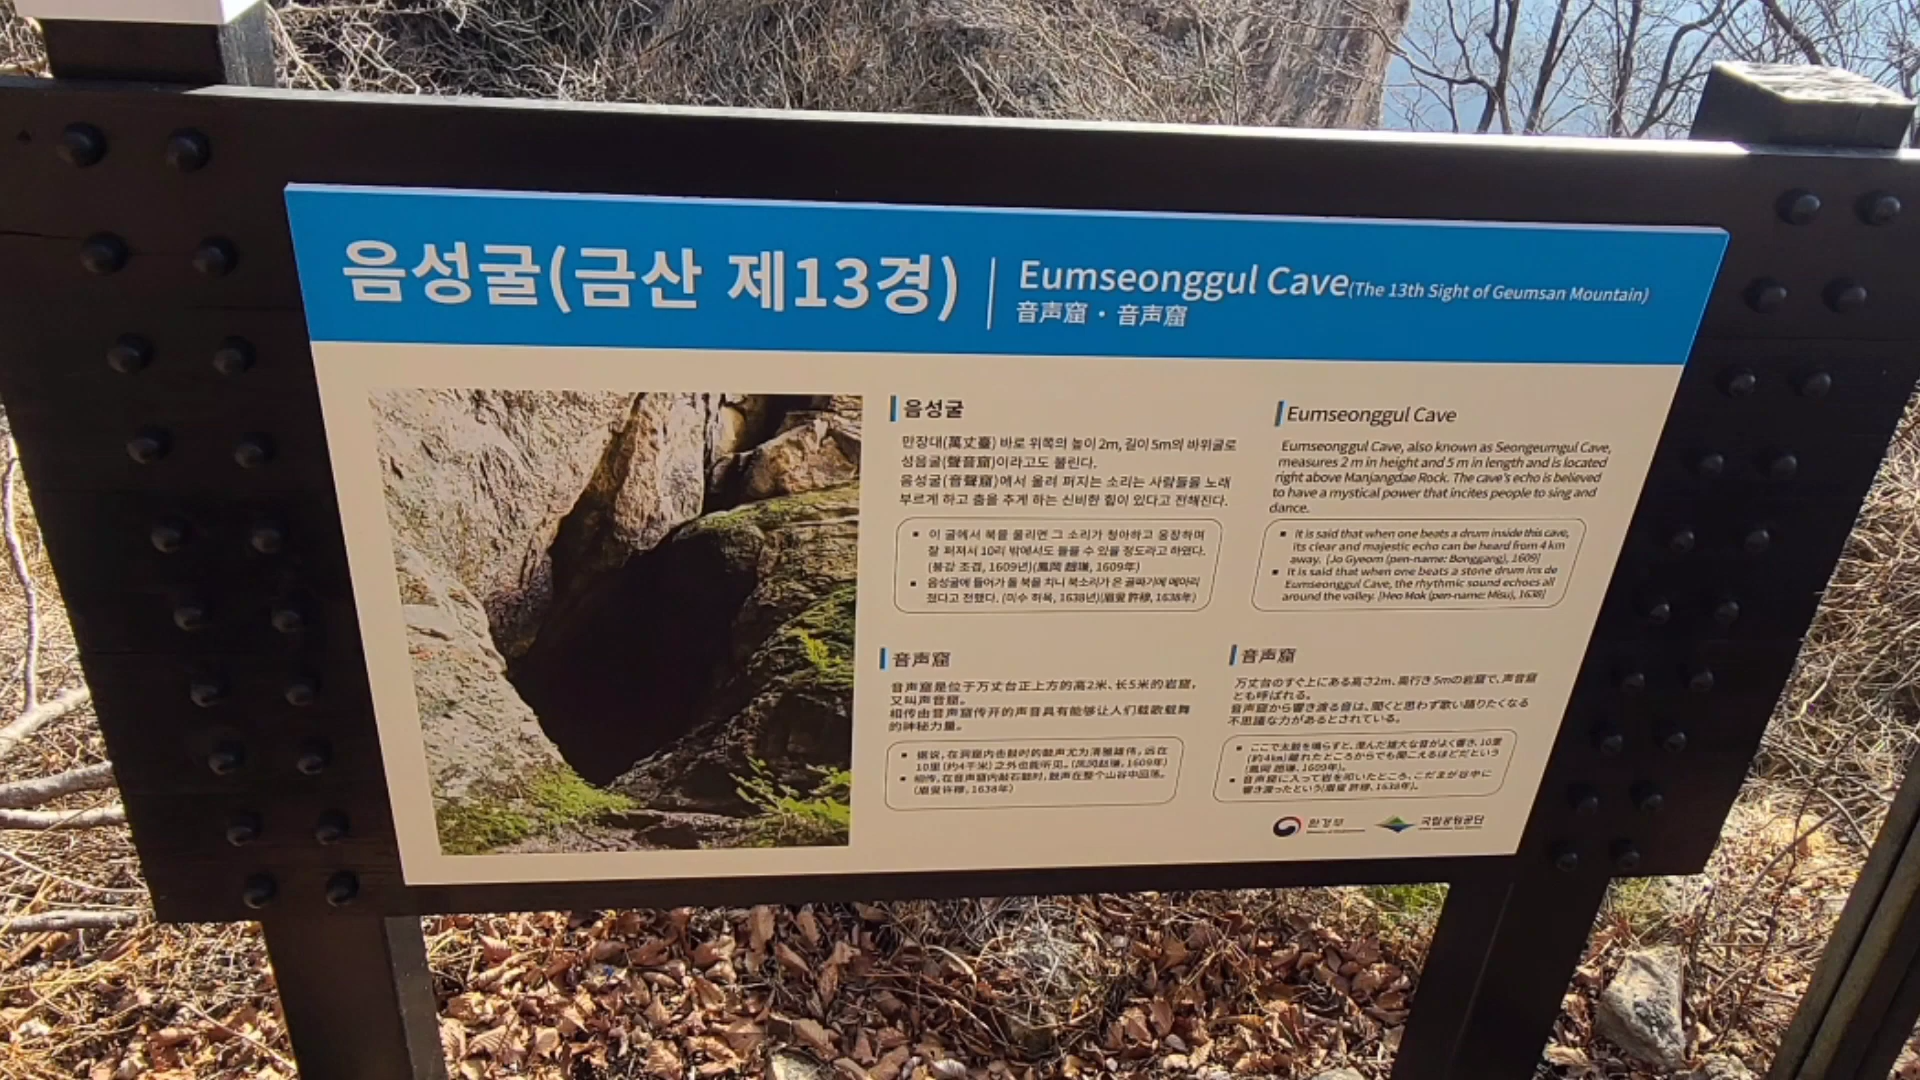 음성굴(금산 제13경)
Eumseonggul Cave(The 13th Sight of Geumsan Mountain)
音声窟・音声窟
음성굴
만장대(萬丈臺) 바로 위쪽의 높이 2m, 길이 5m의 바위굴로
성음굴(聲音窟)이라고도 불린다.
음성굴(音聲窟)에서 울려 퍼지는 소리는 사람들을 노래
부르게 하고 춤을 추게 하는 신비한 힘이 있다고 전해진다.
▪ 이 굴에서 북을 울리면 그 소리가 청아하고 웅장하며
잘 퍼져서 10리 밖에서도 들을 수 있을 정도라고 하였다.
(봉강 조겸, 1609년)(鳳岡 趙㻩, 1609年)
▪ 음성굴에 들어가 돌 북을 치니 북소리가 온 골짜기에 메아리
쳤다고 전했다. (미수 허목, 1638년)(眉叟 許穆, 1638年)
Eumseonggul Cave
Eumseonggul Cave, also known as Seongeumgul Cave,
measures 2 m in height and 5 m in length and is located
right above Manjangdae Rock. The cave's echo is believed
to have a mystical power that incites people to sing and
dance.
▪ It is said that when one beats a drum inside this cave,
its clear and majestic echo can be heard from 4 km
away. [Jo Gyeom (pen-name: Bonggang), 1609]
▪ It is said that when one beats a stone drum ins de
Eumseonggul Cave, the rhythmic sound echoes all
around the valley. [Heo Mok (pen-name: Misu), 1638]
音声窟
音声窟是位于万丈台正上方的高2米、长5米的岩窟，
又叫声音窟。
相传由音声窟传开的声音具有能够让人们载歌载舞
的神秘力量。
▪ 据说，在洞窟内击鼓时的鼓声尤为清雅雄伟，远在
10里 (约4千米) 之外也能听见。(凤冈赵㻩, 1609年)
▪ 相传，在音声窟内敲石鼓时，鼓声在整个山谷中回荡。
(眉叟许穆, 1638年)
音声窟
万丈台のすぐ上にある高さ2m、奥行き5mの岩窟で、声音窟
とも呼ばれる。
音声窟から響き渡る音は、聞くと思わず歌い踊りたくなる
不思議な力があるとされている。
▪ ここで太鼓を鳴らすと、澄んだ雄大な音がよく響き、10里
(約4㎞)離れたところからでも聞こえるほどだという
(鳳岡 趙㻩, 1609年)。
▪ 音声窟に入って岩を叩いたところ、こだまが谷中に
響き渡ったという(眉叟 許穆, 1638年)。
환경부
국립공원공단